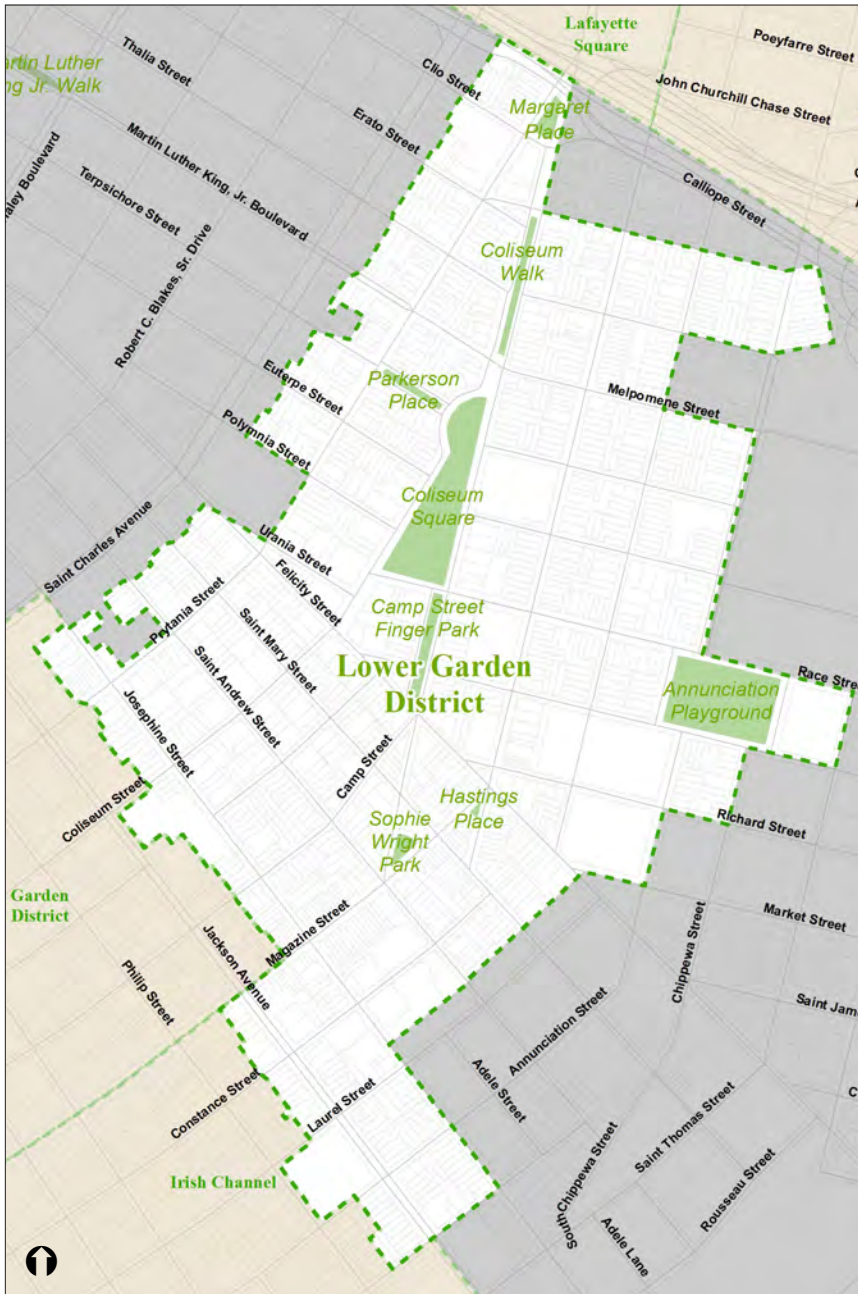 Lafayette
Square
Poeyfarre Street
Thalia Street
Clio Street
John Churchill Chase Street
artin Luther
ng Jr. Walk
Margaret
Place
Erato Street
Martin Luther King, Jr. Boulevard
Calliope Street
Terpsichore Street
aley Boulevard
Robert C. Blakes, Sr. Drive
Coliseum
Walk
Parkerson
Place
Euterpe Street
Melpomene Street
Polymnia Street
Coliseum
Square
Saint Charles Avenue
Urania Street
Felicity Street
Prytania Street
Camp Street
Finger Park
Saint Mary Street
Saint Andrew Street
Lower Garden
District
Race Stre
Annunciation
Playground
Josephine Street
Camp Street
Coliseum Street
Hastings
Place
Sophie
Wright
Park
Richard Street
Garden
District
Magazine Street
Market Street
Jackson Avenue
Chippewa Street
Phillip Street
Saint Jam
Annunciation Street
Adele Street
Constance Street
Laurel Street
C
Saint Thomas Street
Irish Channel
South Chippewa Street
Rousseau Street
Adele Lane